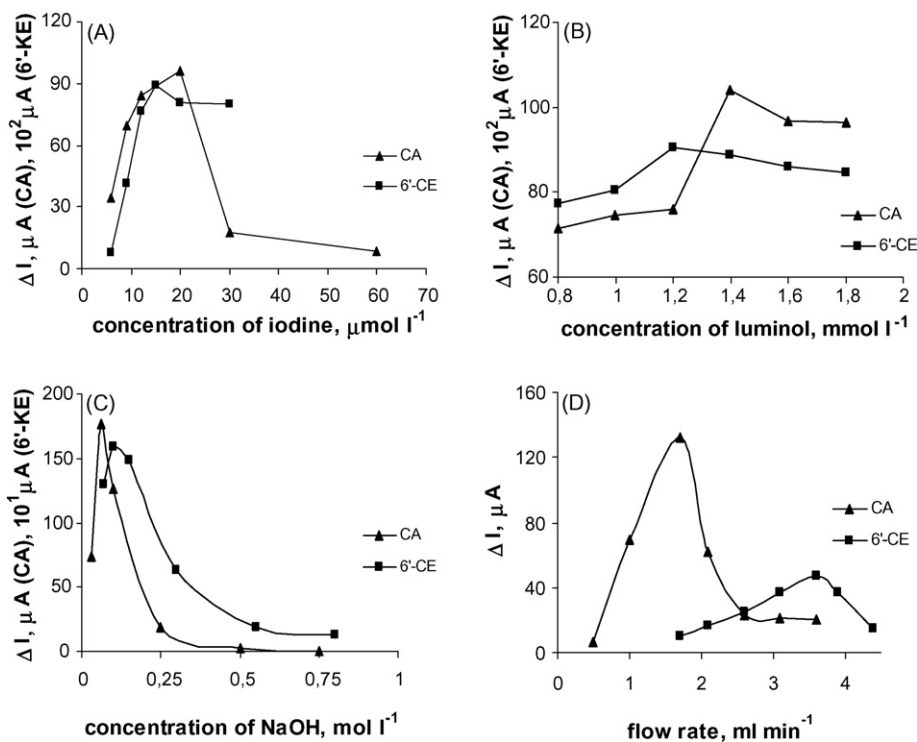 (A)
Δ I, μA (CA), 10²μA (6'-KE)
120
90
60
30
0
0 10 20 30 40 50 60 70
concentration of iodine, μmol l⁻¹
CA
6'-CE
(B)
Δ I, μA (CA), 10²μA (6'-KE)
120
100
80
60
0,8 1 1,2 1,4 1,6 1,8 2
concentration of luminol, mmol l⁻¹
CA
6'-CE
(C)
Δ I, μA (CA), 10¹μA (6'-KE)
200
150
100
50
0
0 0,25 0,5 0,75 1
concentration of NaOH, mol l⁻¹
CA
6'-CE
(D)
Δ I, μA
160
120
80
40
0
0 1 2 3 4
flow rate, ml min⁻¹
CA
6'-CE